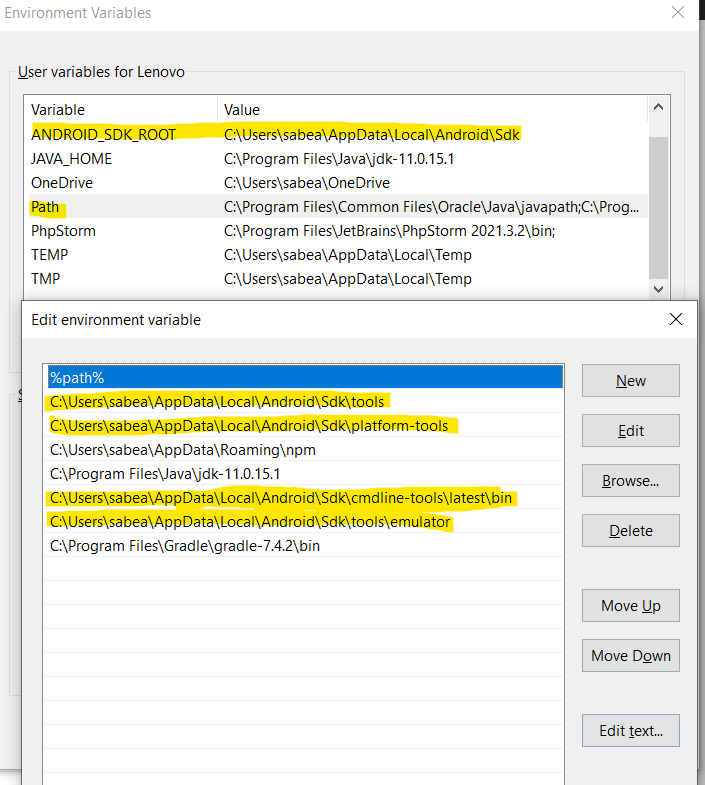 Environment Variables
User variables for Lenovo
Variable Value
ANDROID_SDK_ROOT C:\Users\sabea\AppData\Local\Android\Sdk
JAVA_HOME C:\Program Files\Java\jdk-11.0.15.1
OneDrive C:\Users\sabea\OneDrive
Path C:\Program Files\Common Files\Oracle\Java\javapath;C:\Prog...
PhpStorm C:\Program Files\JetBrains\PhpStorm 2021.3.2\bin;
TEMP C:\Users\sabea\AppData\Local\Temp
TMP C:\Users\sabea\AppData\Local\Temp
Edit environment variable
%path%
New
C:\Users\sabea\AppData\Local\Android\Sdk\tools
C:\Users\sabea\AppData\Local\Android\Sdk\platform-tools
Edit
C:\Users\sabea\AppData\Roaming\npm
C:\Program Files\Java\jdk-11.0.15.1
Browse...
C:\Users\sabea\AppData\Local\Android\Sdk\cmdline-tools\latest\bin
C:\Users\sabea\AppData\Local\Android\Sdk\tools\emulator
Delete
C:\Program Files\Gradle\gradle-7.4.2\bin
Move Up
Move Down
Edit text...